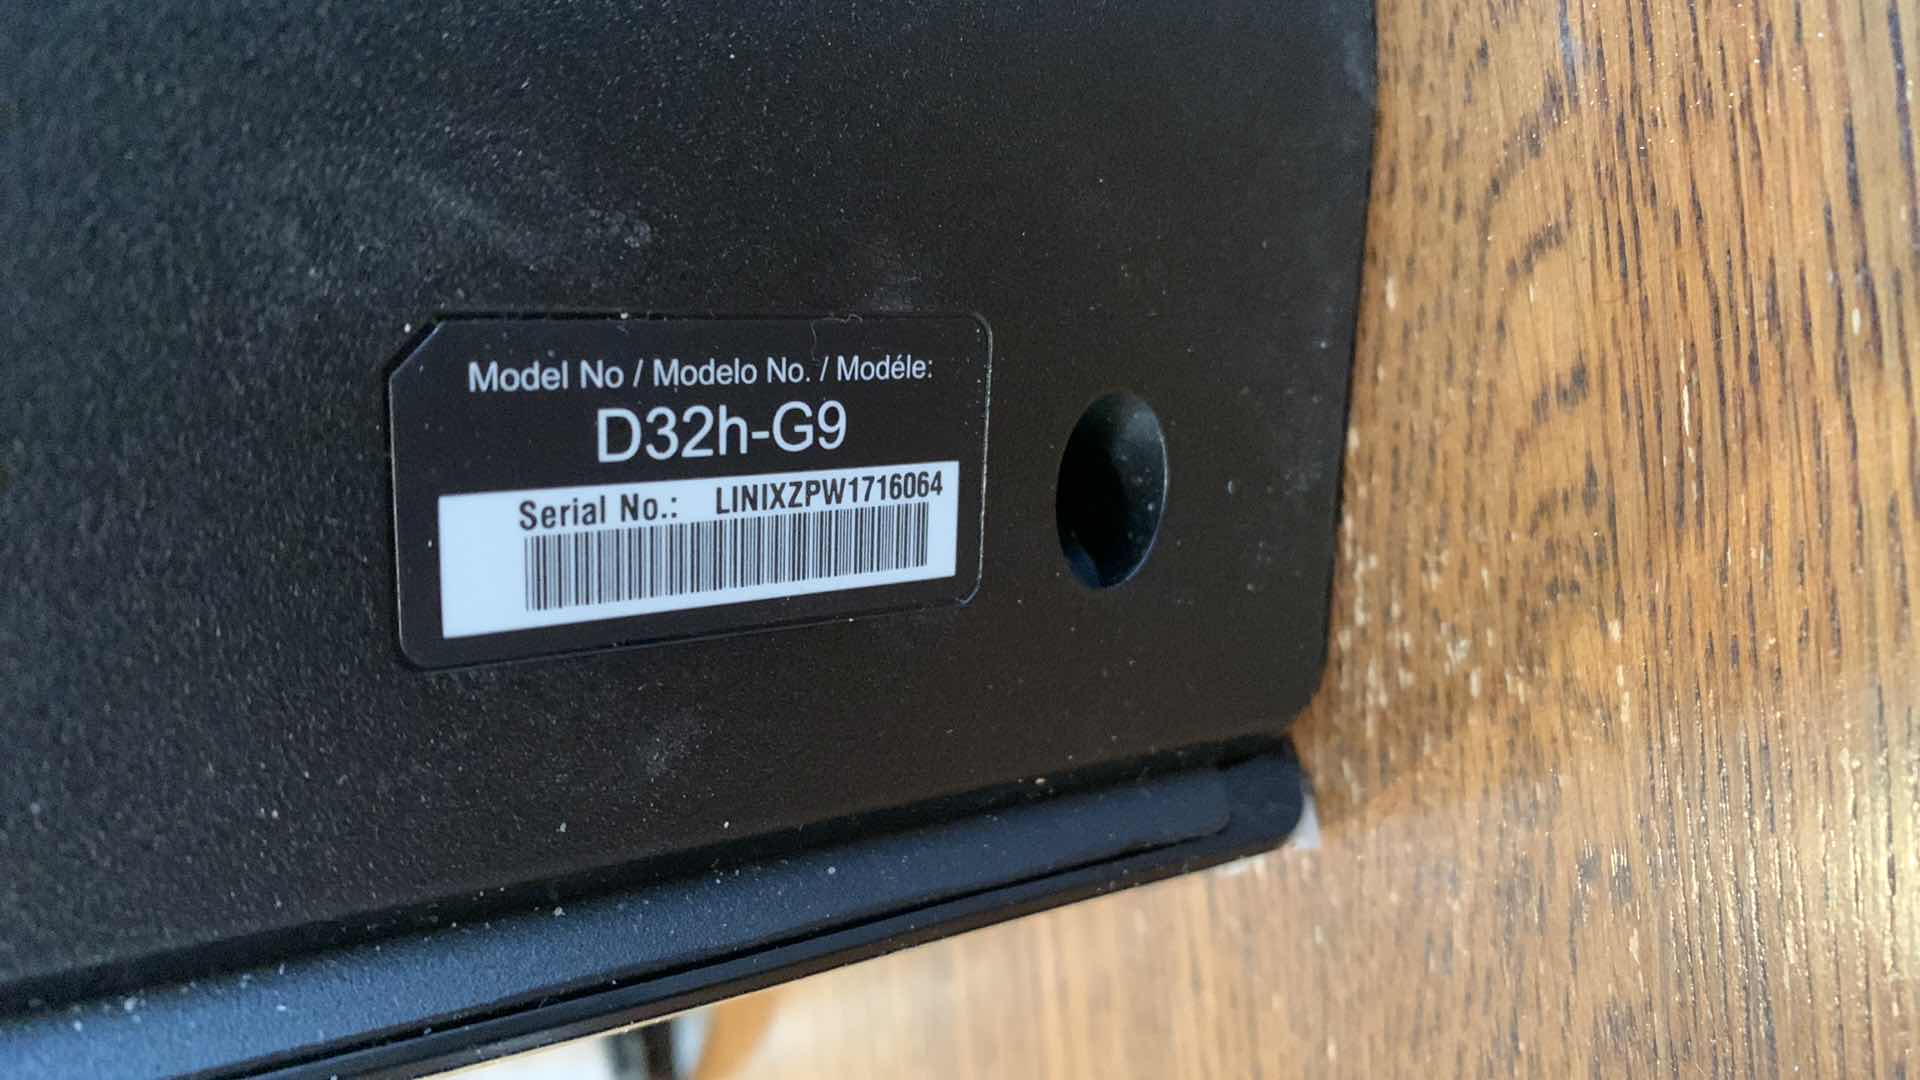 Model No / Modelo No. / Modéle:
D32h-G9
Serial No.: LINIXZPW1716064